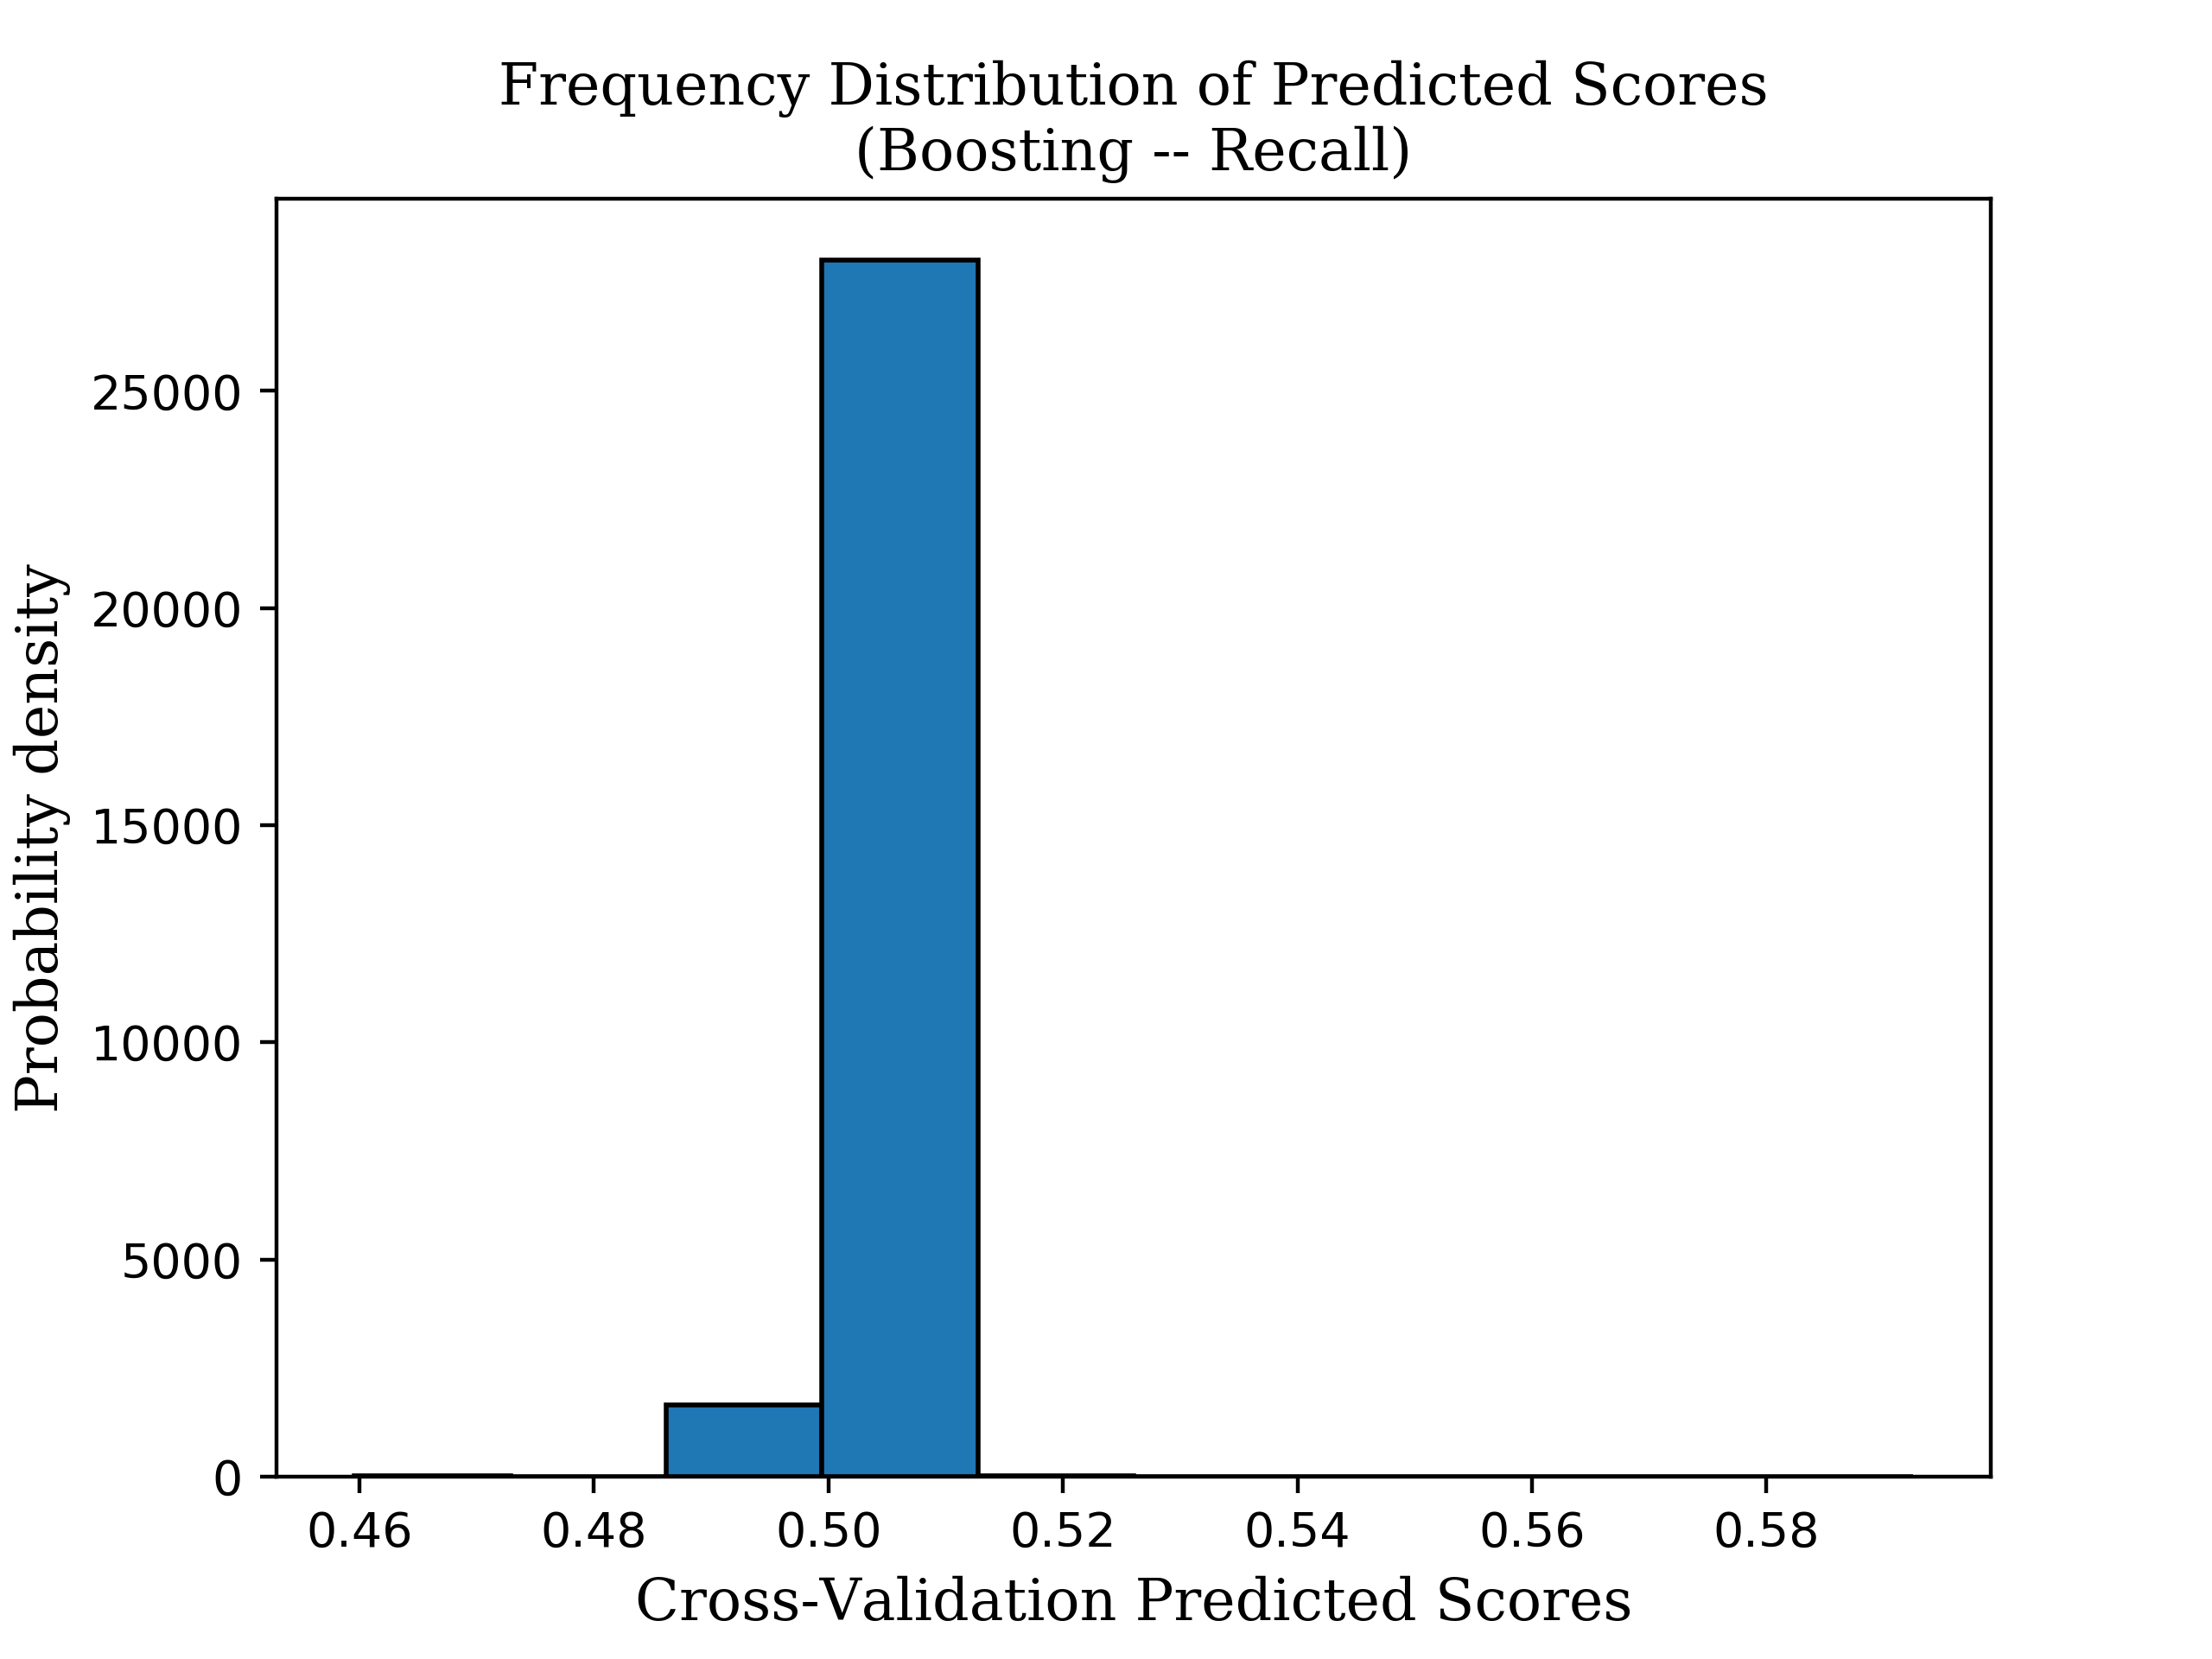 Frequency Distribution of Predicted Scores
(Boosting -- Recall)
Probability density
25000
20000
15000
10000
5000
0
0.46 0.48 0.50 0.52 0.54 0.56 0.58
Cross-Validation Predicted Scores